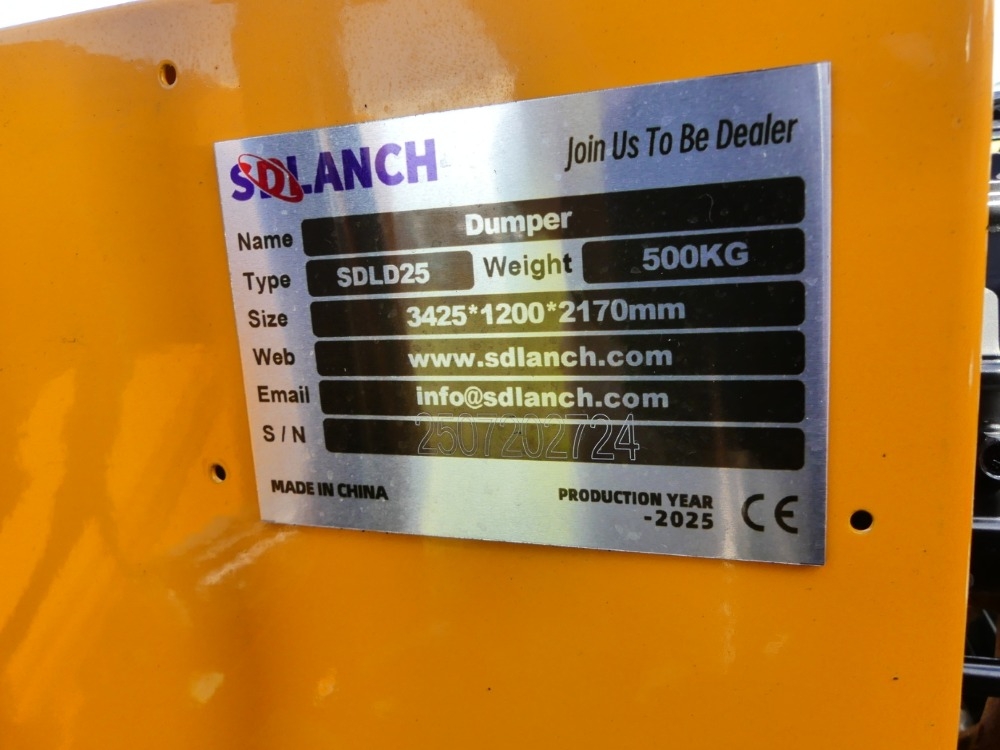 SDLANCH
Join Us To Be Dealer
Name Dumper
Type SDLD25 Weight 500KG
Size 3425*1200*2170mm
Web www.sdlanch.com
Email info@sdlanch.com
S/N 2507202724
MADE IN CHINA
PRODUCTION YEAR
-2025
CE